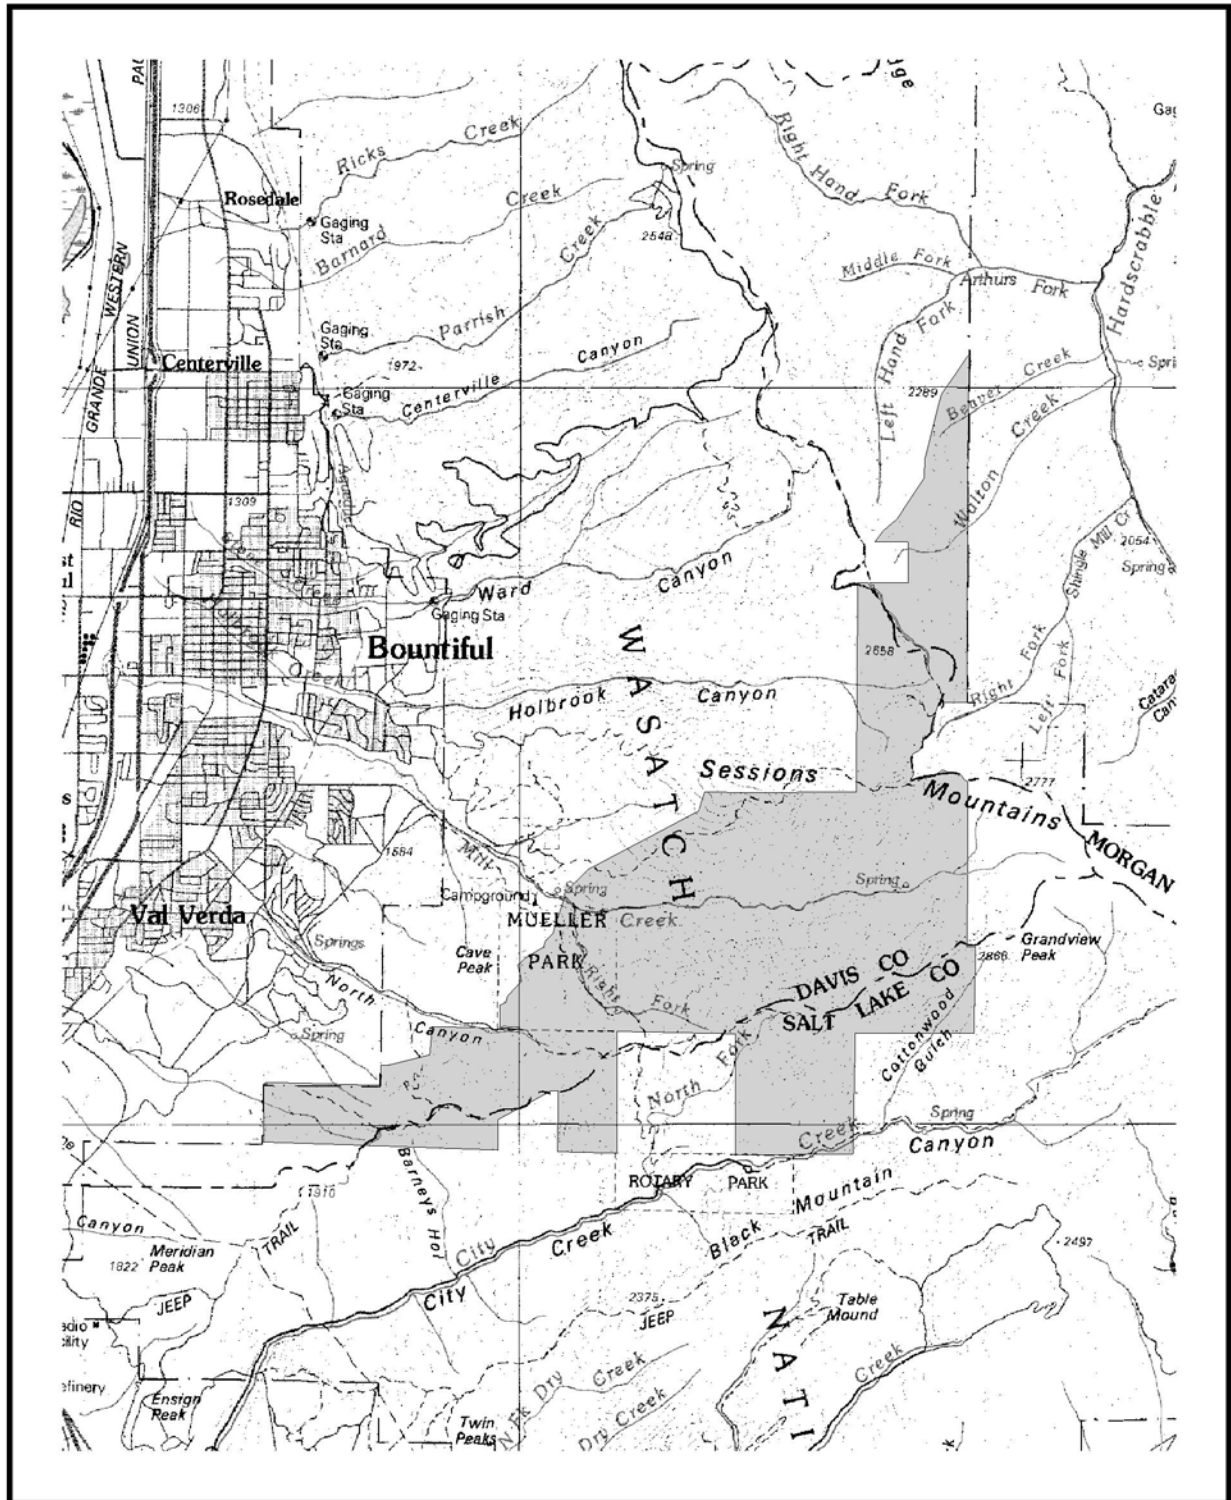 1306
Ricks Creek
Rosedale
Gaging
Sta
Barnard Creek
Spring
2548
Right Hand Fork
Middle Fork
Arthurs Fork
Hardscrabble
GRANDE WESTERN
UNION
Gaging
Sta
Parrish Creek
Centerville
1972
Gaging
Sta
Centerville Canyon
Left Hand Fork
2289
Beaver Creek
Walton Creek
RIO
1309
Shingle Mill Cr
2054
Spring
Ward Canyon
Gaging Sta
Bountiful
Creek
WASATCH
2658
Right Fork
Left Fork
Holbrook Canyon
Sessions
Mountains
2777
MORGAN
1584
Mill
Campground
Spring
Spring
MUELLER
PARK
Creek
Val Verda
Springs
Cave
Peak
North
Canyon
Right
Fork
DAVIS CO
SALT LAKE CO
Grandview
Peak
2866
Cottonwood
Gulch
Spring
North Fork
Spring
Creek
Canyon
Barneys Hol
ROTARY PARK
1910
Canyon
Meridian
Peak
1822
TRAIL
JEEP
City
City Creek
Black Mountain
TRAIL
2497
2375
JEEP
Table
Mound
Ensign
Peak
Twin
Peaks
N Fk Dry Creek
Dry Creek
Creek
NATI